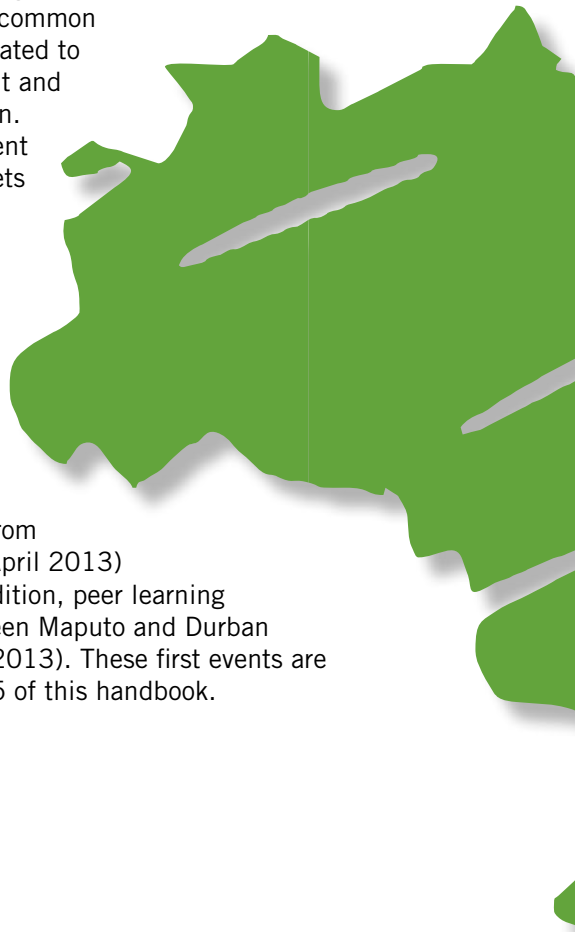 common
ated to
t and
n.
ent
ets
rom
pril 2013)
dition, peer learning
een Maputo and Durban
2013). These first events are
5 of this handbook.